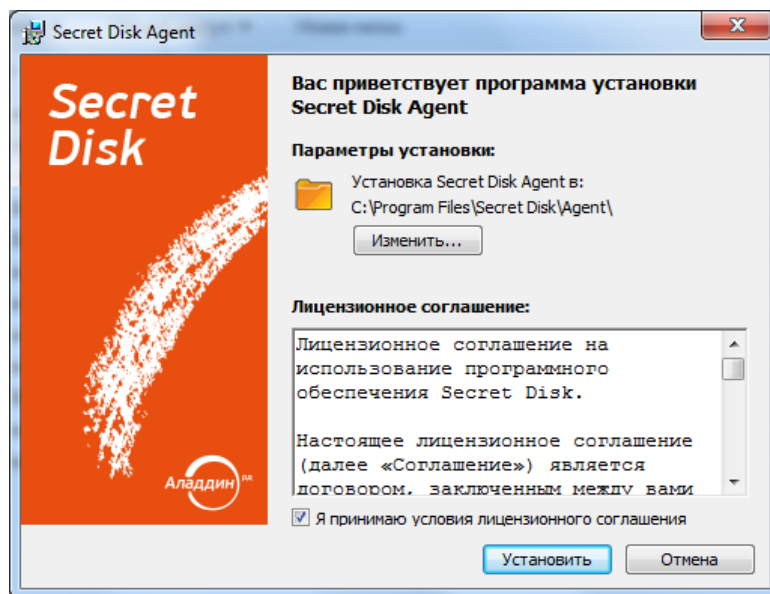 Secret Disk Agent
Secret
Disk
Вас приветствует программа установки
Secret Disk Agent
Параметры установки:
Установка Secret Disk Agent в:
C:\Program Files\Secret Disk\Agent\
Изменить...
Лицензионное соглашение:
Лицензионное соглашение на
использование программного
обеспечения Secret Disk.
Настоящее лицензионное соглашение
(далее «Соглашение») является
договором, заключенным между вами
Я принимаю условия лицензионного соглашения
Аладдин РД
Установить
Отмена